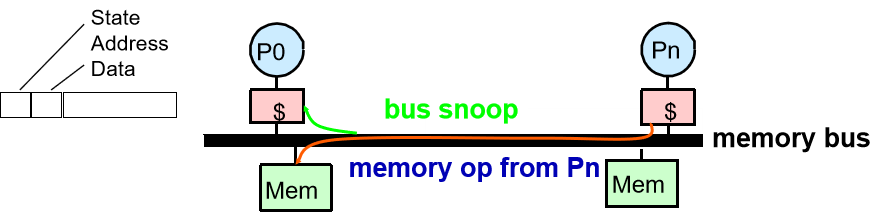 State
Address
Data
P0
Pn
$
$
bus snoop
memory bus
memory op from Pn
Mem
Mem